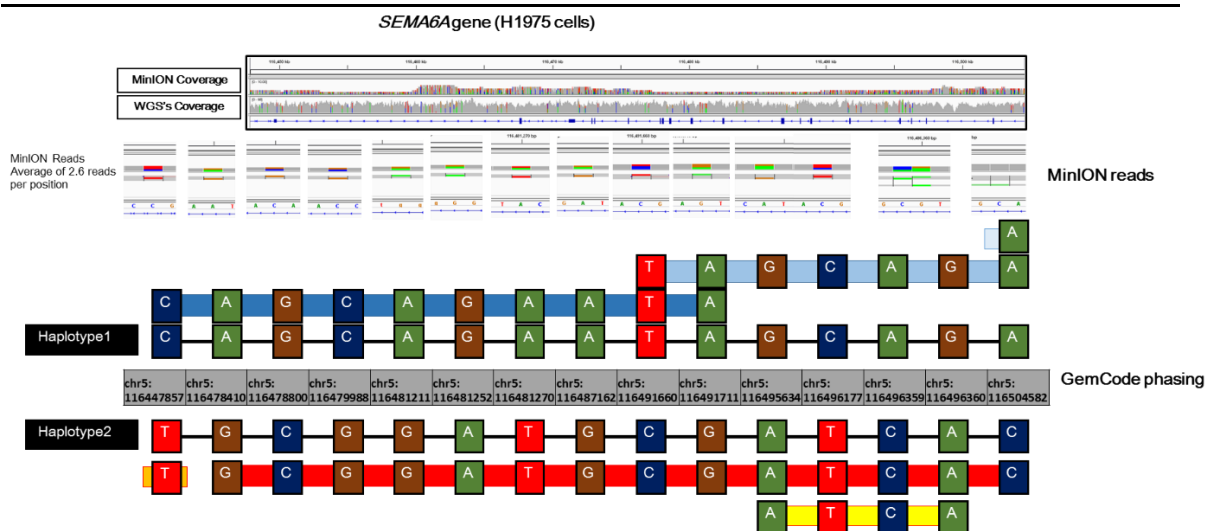 SEMA6Agene (H1975 cells)
MinION Coverage
WGS's Coverage
MinION Reads
Average of 2.6 reads
per position
MinION reads
C C G A A T A C A A C C A G G T A C G A T A C G A G T C A T A C G G C G T G C A
A
T A G C A G A
C A G C A G A A T A
Haplotype1 C A G C A G A A T A G C A G A
chr5: chr5: chr5: chr5: chr5: chr5: chr5: chr5: chr5: chr5: chr5: chr5: chr5: chr5: chr5:
116447857 116478410 116478800 116479988 116481211 116481252 116481270 116487162 116491660 116491711 116495634 116496177 116496359 116496360 116504582
GemCode phasing
Haplotype2 T G C G G A T G C G A T C A C
T G C G G A T G C G A T C A C
A T C A